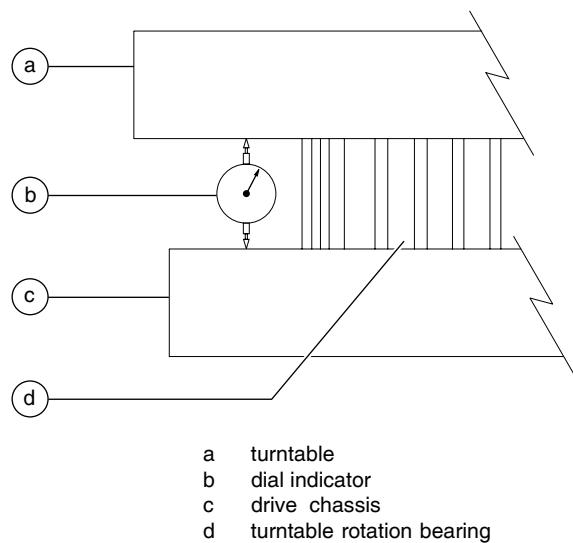 a
b
c
d
a turntable
b dial indicator
c drive chassis
d turntable rotation bearing